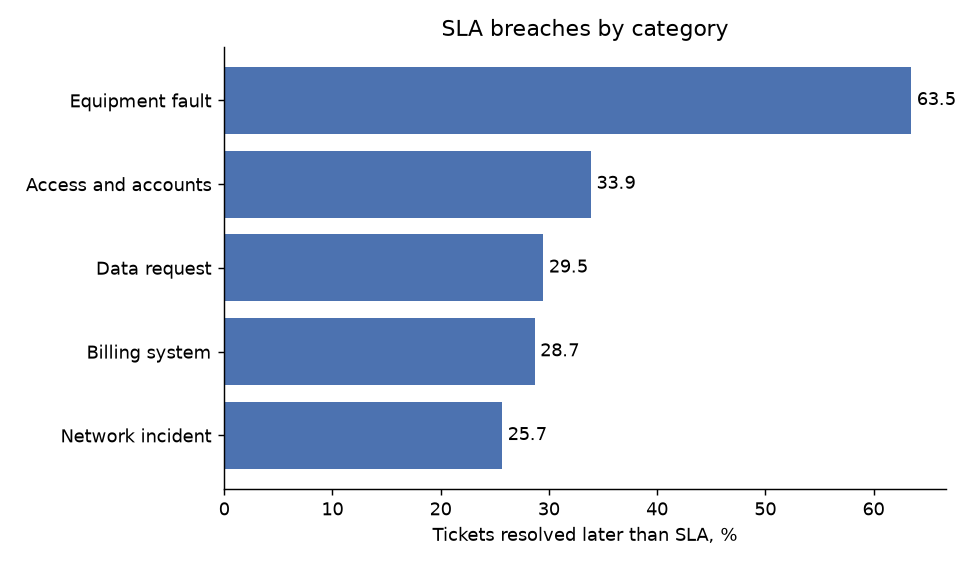 SLA breaches by category
Equipment fault 63.5
Access and accounts 33.9
Data request 29.5
Billing system 28.7
Network incident 25.7
0 10 20 30 40 50 60
Tickets resolved later than SLA, %